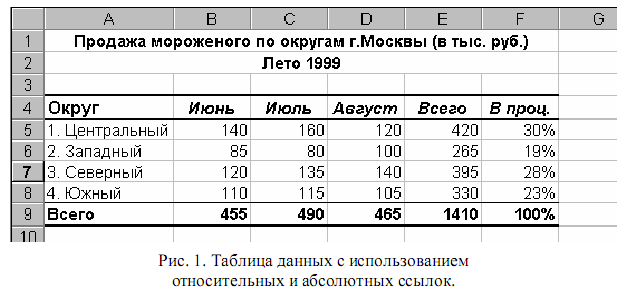 A B C D E F G
1 Продажа мороженого по округам г.Москвы (в тыс. руб.)
2 Лето 1999
3
4 Округ Июнь Июль Август Всего В проц.
5 1. Центральный 140 160 120 420 30%
6 2. Западный 85 80 100 265 19%
7 3. Северный 120 135 140 395 28%
8 4. Южный 110 115 105 330 23%
9 Всего 455 490 465 1410 100%
10
Рис. 1. Таблица данных с использованием
относительных и абсолютных ссылок.